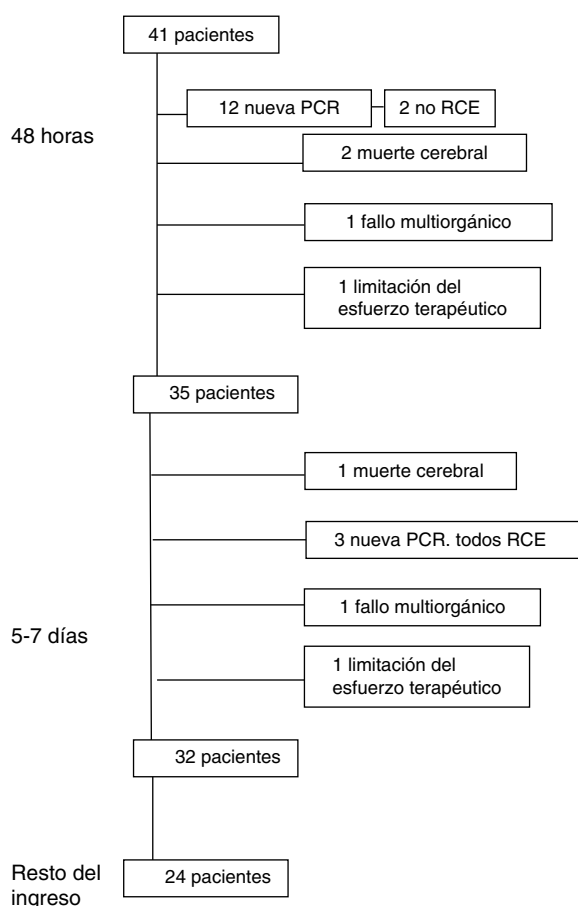 41 pacientes
12 nueva PCR
2 no RCE
48 horas
2 muerte cerebral
1 fallo multiorgánico
1 limitación del
esfuerzo terapéutico
35 pacientes
1 muerte cerebral
3 nueva PCR. todos RCE
1 fallo multiorgánico
5-7 días
1 limitación del
esfuerzo terapéutico
32 pacientes
Resto del
ingreso
24 pacientes